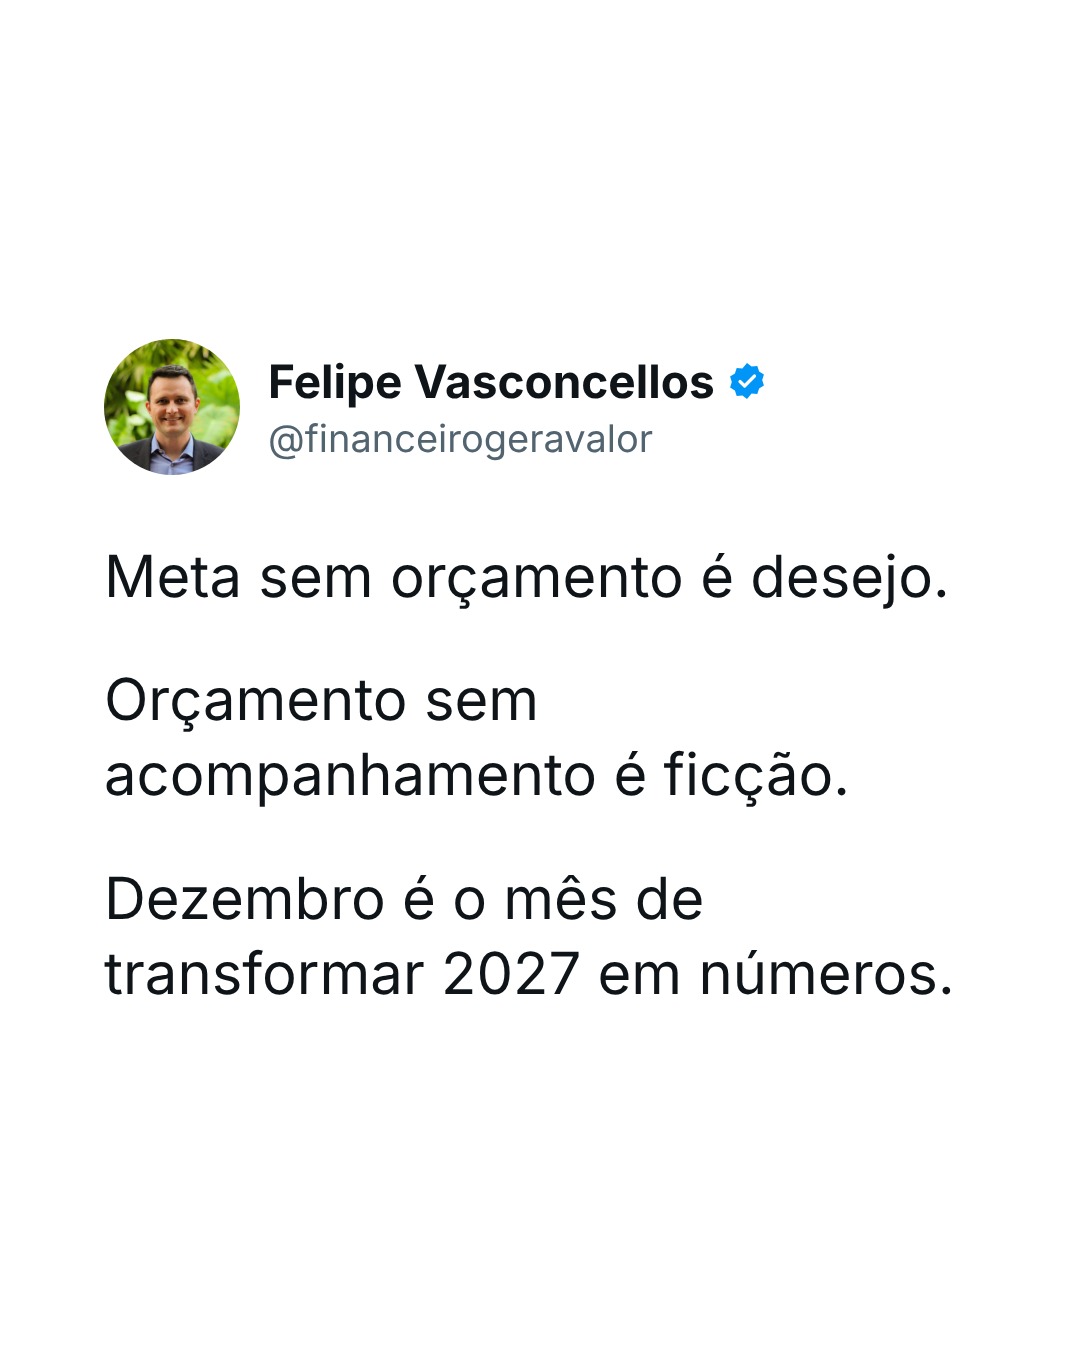 Felipe Vasconcellos
@financeirogeravalor
Meta sem orçamento é desejo.
Orçamento sem
acompanhamento é ficção.
Dezembro é o mês de
transformar 2027 em números.